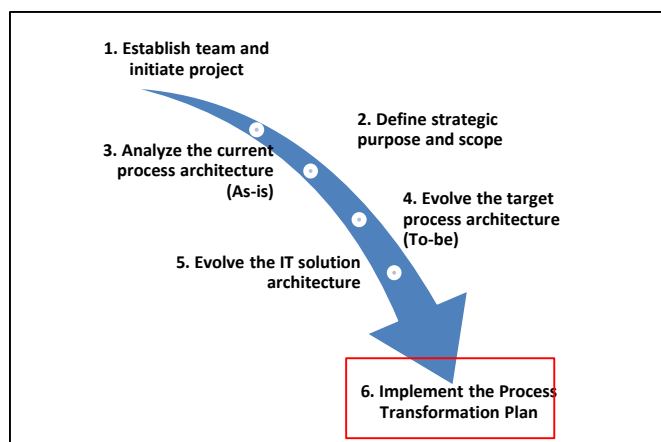 1. Establish team and
initiate project
2. Define strategic
purpose and scope
3. Analyze the current
process architecture
(As-is)
4. Evolve the target
process architecture
(To-be)
5. Evolve the IT solution
architecture
6. Implement the Process
Transformation Plan